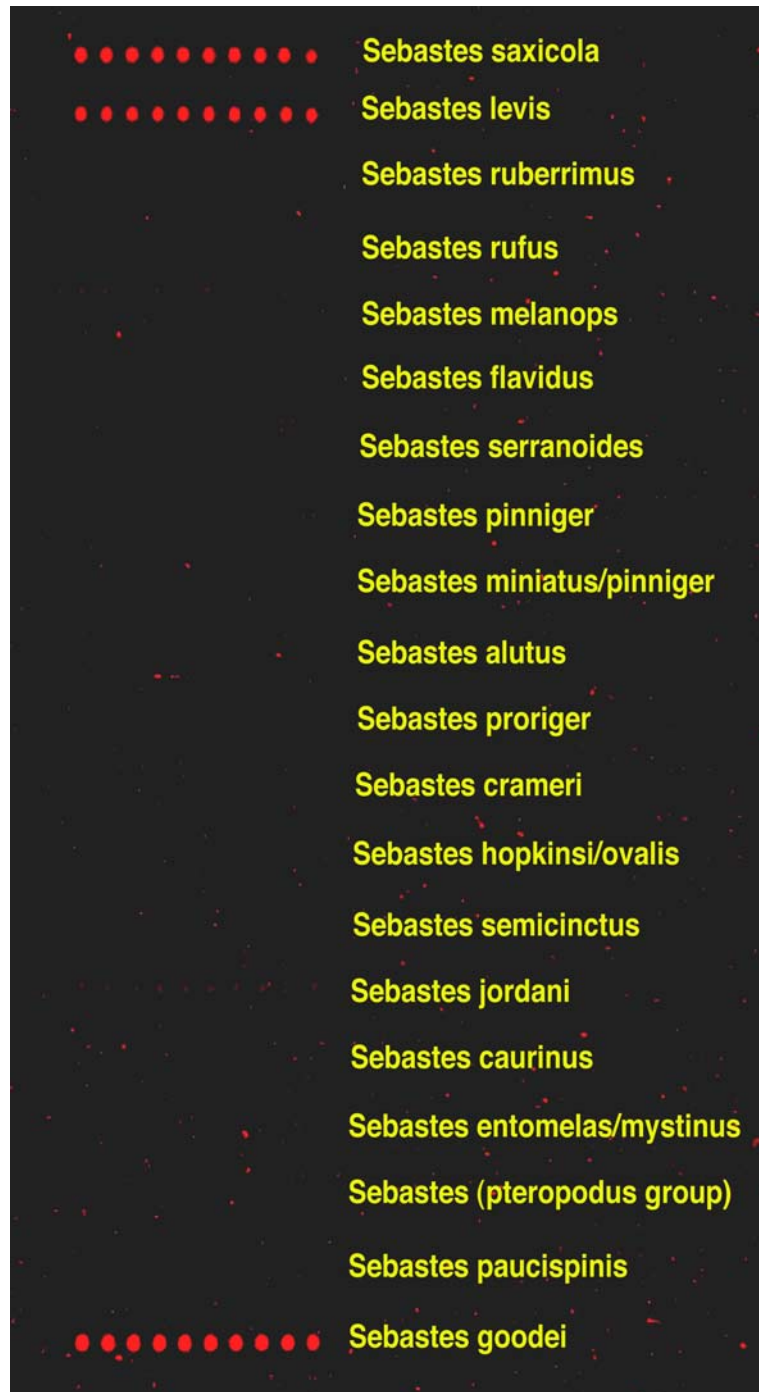 Sebastes saxicola
Sebastes levis
Sebastes ruberrimus
Sebastes rufus
Sebastes melanops
Sebastes flavidus
Sebastes serranoides
Sebastes pinniger
Sebastes miniatus/pinniger
Sebastes alutus
Sebastes proriger
Sebastes crameri
Sebastes hopkinsi/ovalis
Sebastes semicinctus
Sebastes jordani
Sebastes caurinus
Sebastes entomelas/mystinus
Sebastes (pteropodus group)
Sebastes paucispinis
Sebastes goodei